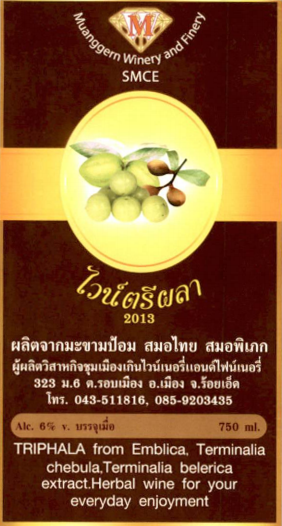 M
Muanggern Winery and Finery
SMCE
ไวน์ตรีผลา
2013
ผลิตจากมะขามป้อม สมอไทย สมอพิเภก
ผู้ผลิตวิสาหกิจชุมเมืองเกินไวน์เนอรี่แอนด์ไฟน์เนอรี่
323 ม.6 ต.รอบเมือง อ.เมือง จ.ร้อยเอ็ด
โทร. 043-511816, 085-9203435
Alc. 6% v. บรรจุเมื่อ 750 ml.
TRIPHALA from Emblica, Terminalia
chebula,Terminalia belerica
extract.Herbal wine for your
everyday enjoyment